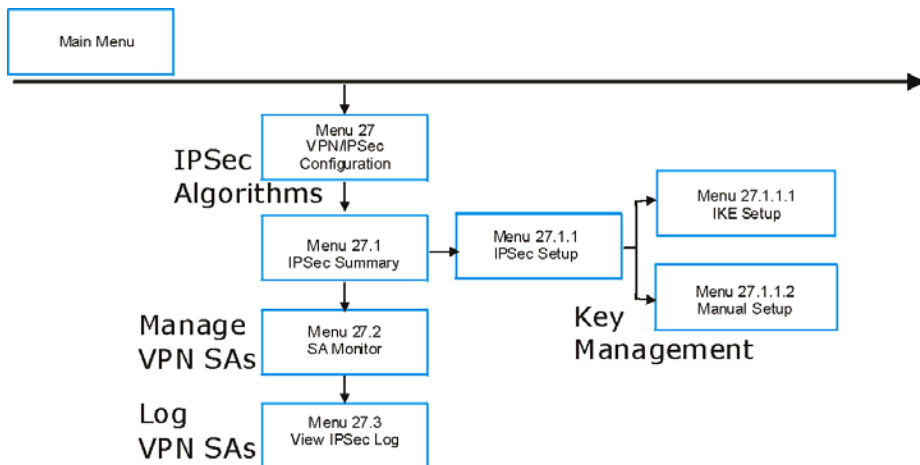 Main Menu
Menu 27
VPN/IPSec
Configuration
IPSec
Algorithms
Menu 27.1
IPSec Summary
Menu 27.1.1
IPSec Setup
Menu 27.1.1.1
IKE Setup
Menu 27.1.1.2
Manual Setup
Key
Management
Manage
VPN SAs
Menu 27.2
SA Monitor
Log
VPN SAs
Menu 27.3
View IPSec Log